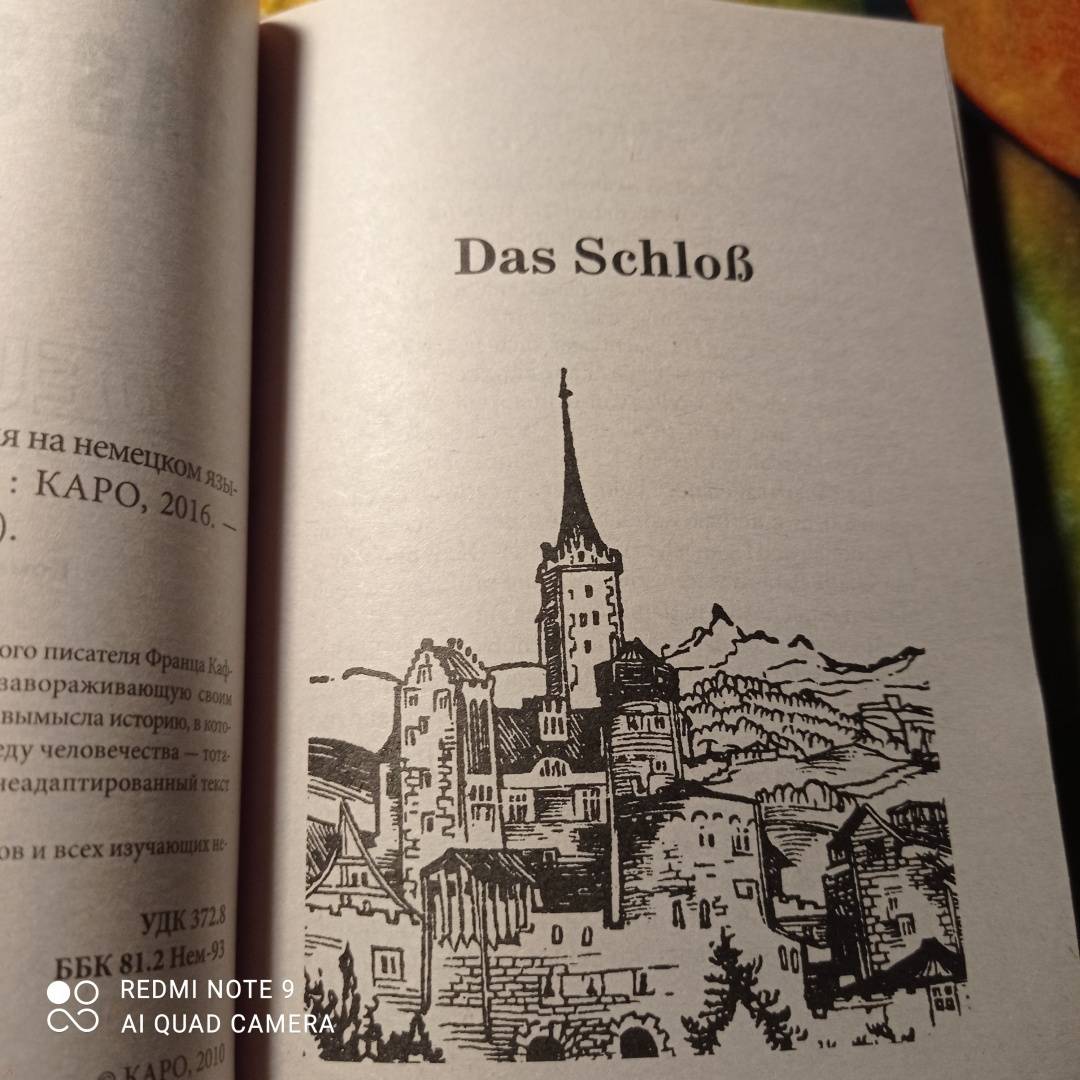 я на немецком язы-
: КАРО, 2016. –
).
ого писателя Франца Каф-
завораживающую своим
вымысла историю, в кото-
еду человечества – тота-
неадаптированный текст
ов и всех изучающих не-
УДК 372.8
ББК 81.2 Нем-93
© КАРО, 2010
Das Schloß
REDMI NOTE 9
AI QUAD CAMERA